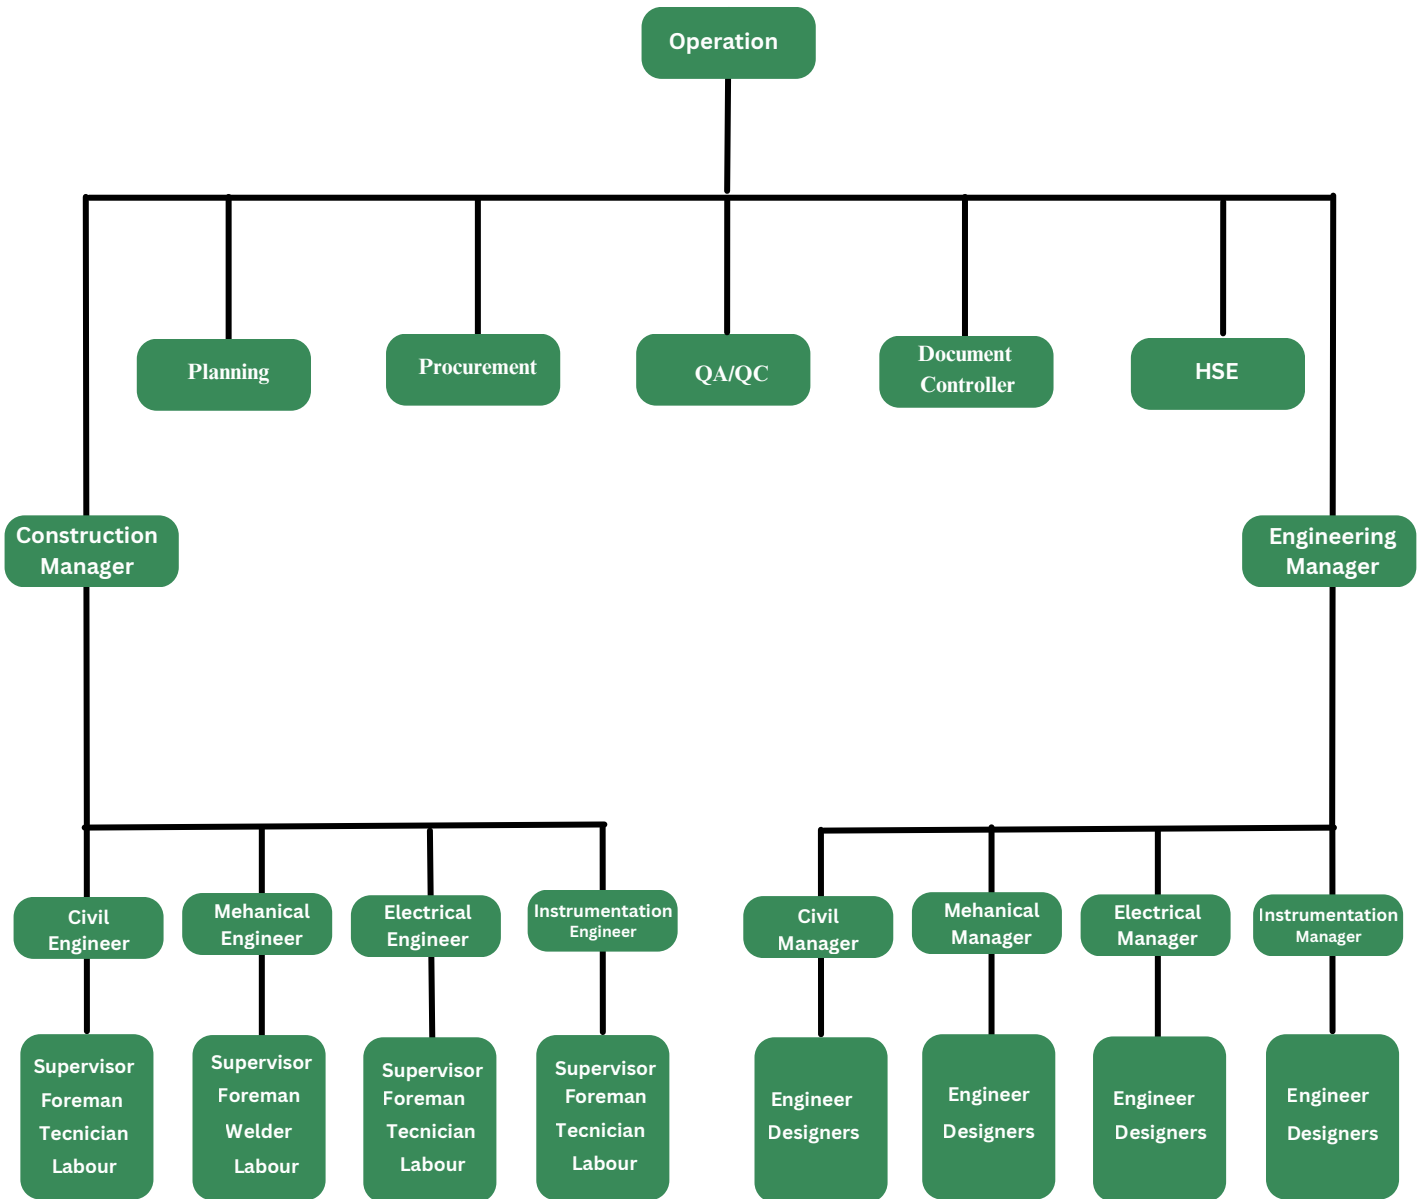 Operation
Planning
Procurement
QA/QC
Document
Controller
HSE
Construction
Manager
Engineering
Manager
Civil
Engineer
Mehanical
Engineer
Electrical
Engineer
Instrumentation
Engineer
Civil
Manager
Mehanical
Manager
Electrical
Manager
Instrumentation
Manager
Supervisor
Foreman
Tecnician
Labour
Supervisor
Foreman
Welder
Labour
Supervisor
Foreman
Tecnician
Labour
Supervisor
Foreman
Tecnician
Labour
Engineer
Designers
Engineer
Designers
Engineer
Designers
Engineer
Designers